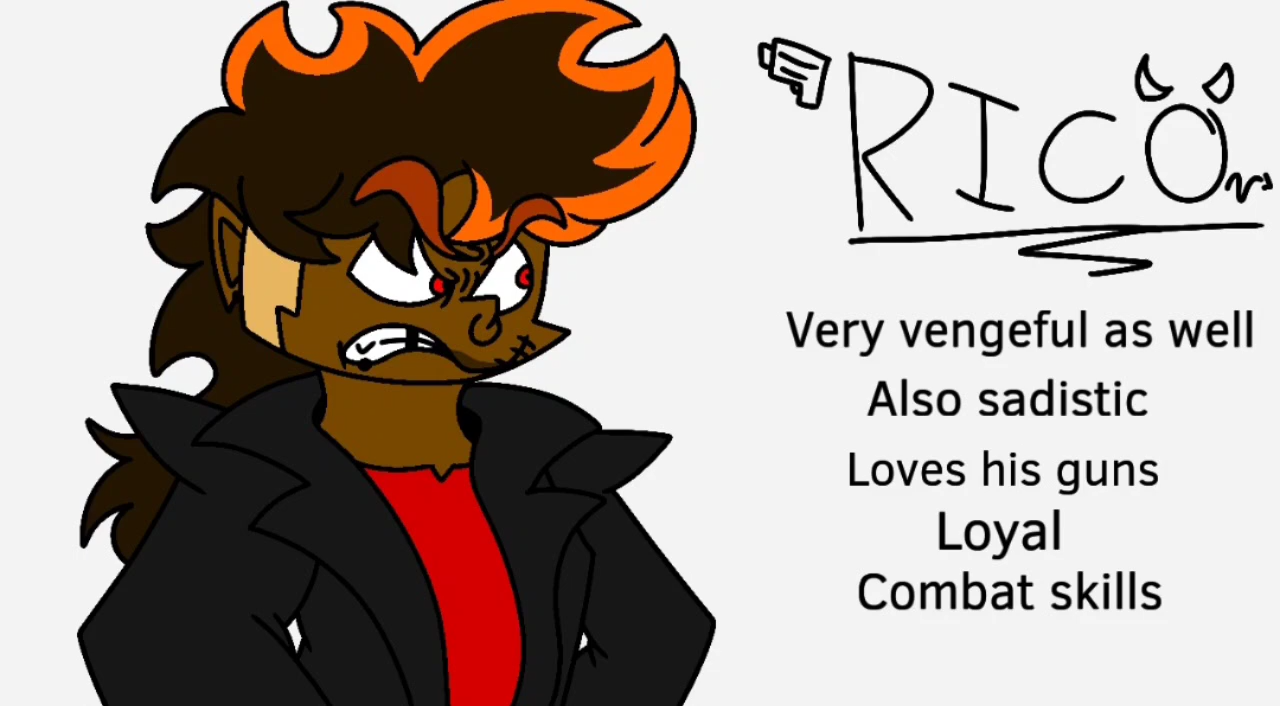 RICO
Very vengeful as well
Also sadistic
Loves his guns
Loyal
Combat skills